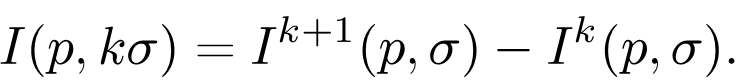 I(p, kσ) = I^{k+1}(p, σ) − I^k(p, σ).